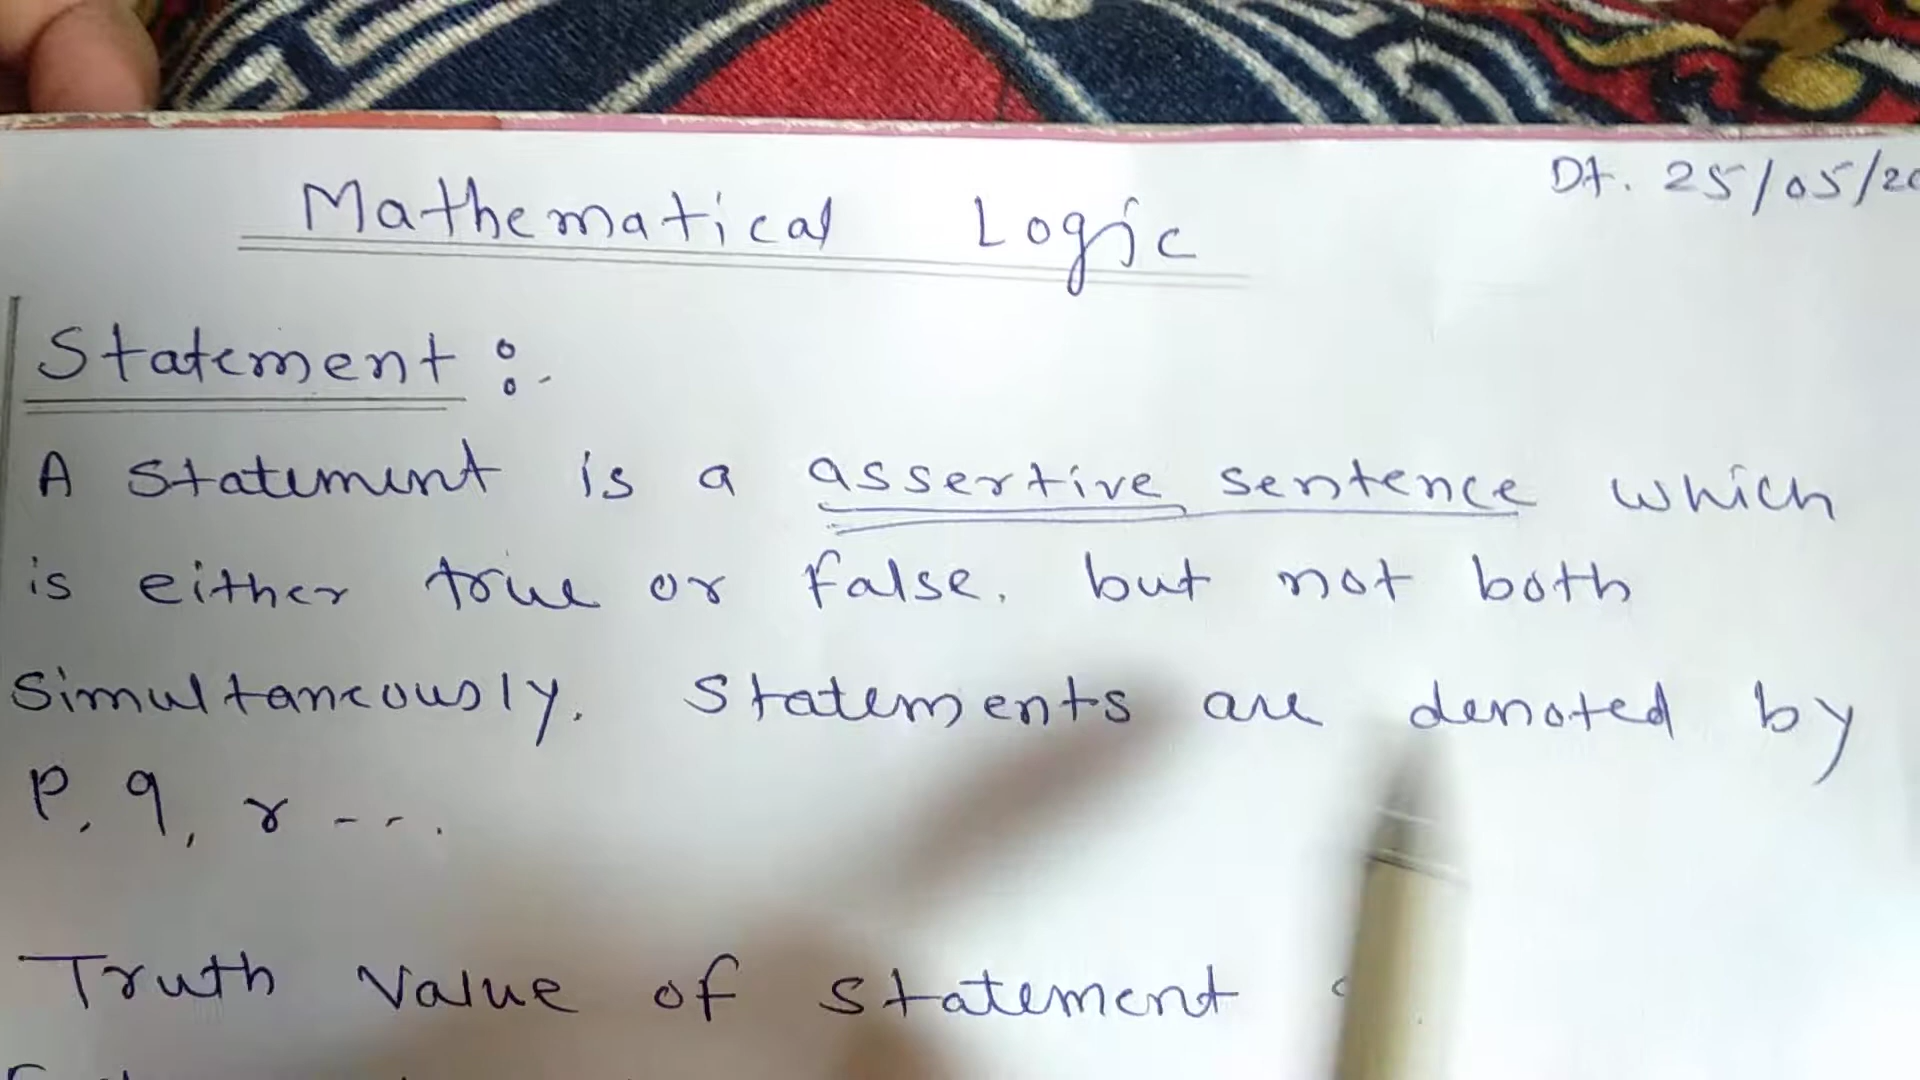 Dt. 25/05/20
Mathematical Logic
Statement :-
A Statement is a assertive sentence which
is either true or false. but not both
Simultaneously. Statements are denoted by
P, q, r ---.
Truth Value of Statement